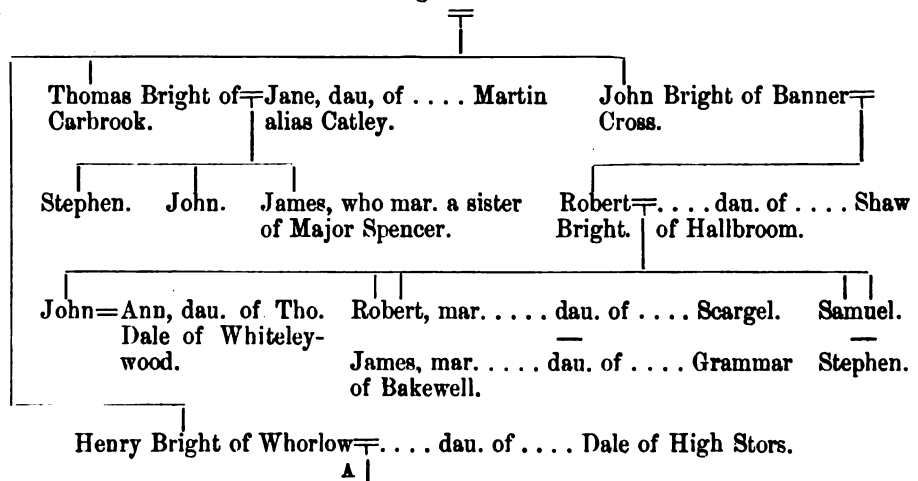 Thomas Bright of=Jane, dau, of .... Martin John Bright of Banner=
Carbrook. alias Catley. Cross.
Stephen. John. James, who mar. a sister Robert=....dau. of .... Shaw
of Major Spencer. Bright. of Hallbroom.
John=Ann, dau. of Tho. Robert, mar..... dau. of .... Scargel. Samuel.
Dale of Whiteley-
wood. James, mar..... dau. of .... Grammar Stephen.
of Bakewell.
Henry Bright of Whorlow=.... dau. of .... Dale of High Stors.
A